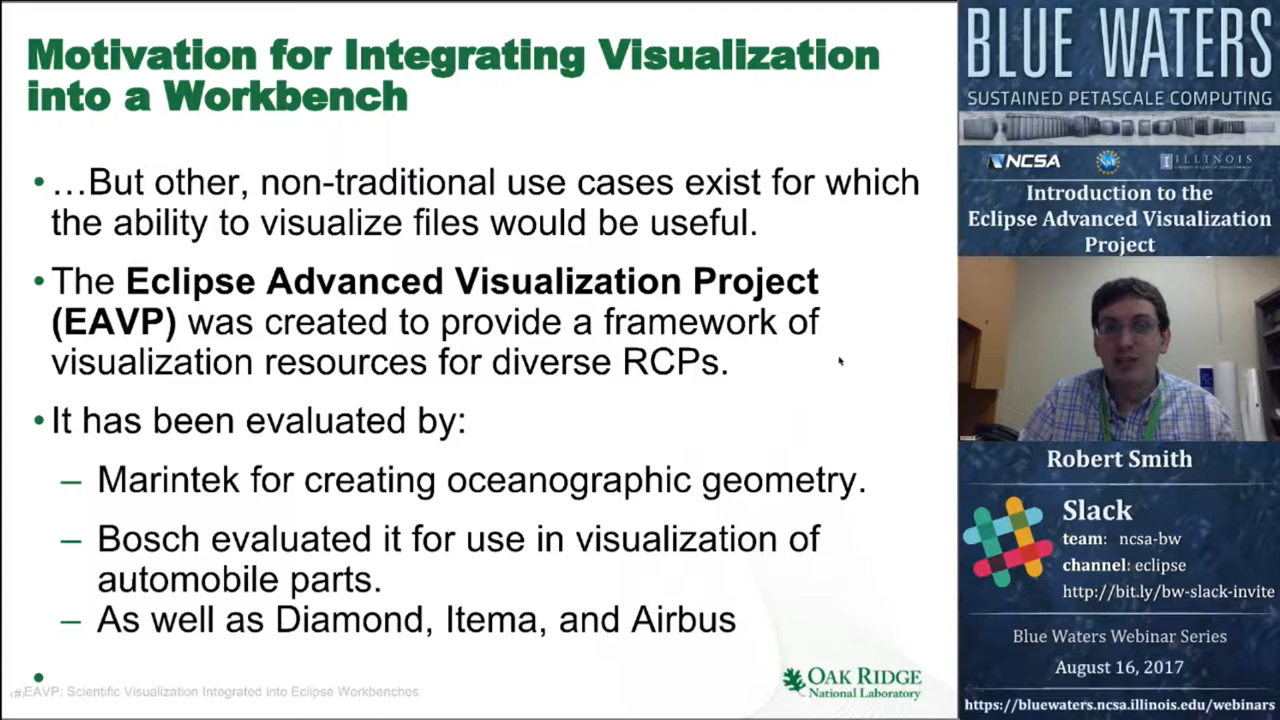 Motivation for Integrating Visualization
into a Workbench
• …But other, non-traditional use cases exist for which
the ability to visualize files would be useful.
• The Eclipse Advanced Visualization Project
(EAVP) was created to provide a framework of
visualization resources for diverse RCPs.
• It has been evaluated by:
– Marintek for creating oceanographic geometry.
– Bosch evaluated it for use in visualization of
automobile parts.
– As well as Diamond, Itema, and Airbus
•
‹#›EAVP: Scientific Visualization Integrated into Eclipse Workbenches
OAK RIDGE
National Laboratory
BLUE WATERS
SUSTAINED PETASCALE COMPUTING
NCSA
ILLINOIS
Introduction to the
Eclipse Advanced Visualization
Project
Robert Smith
Slack
team: ncsa-bw
channel: eclipse
http://bit.ly/bw-slack-invite
Blue Waters Webinar Series
August 16, 2017
https://bluewaters.ncsa.illinois.edu/webinars